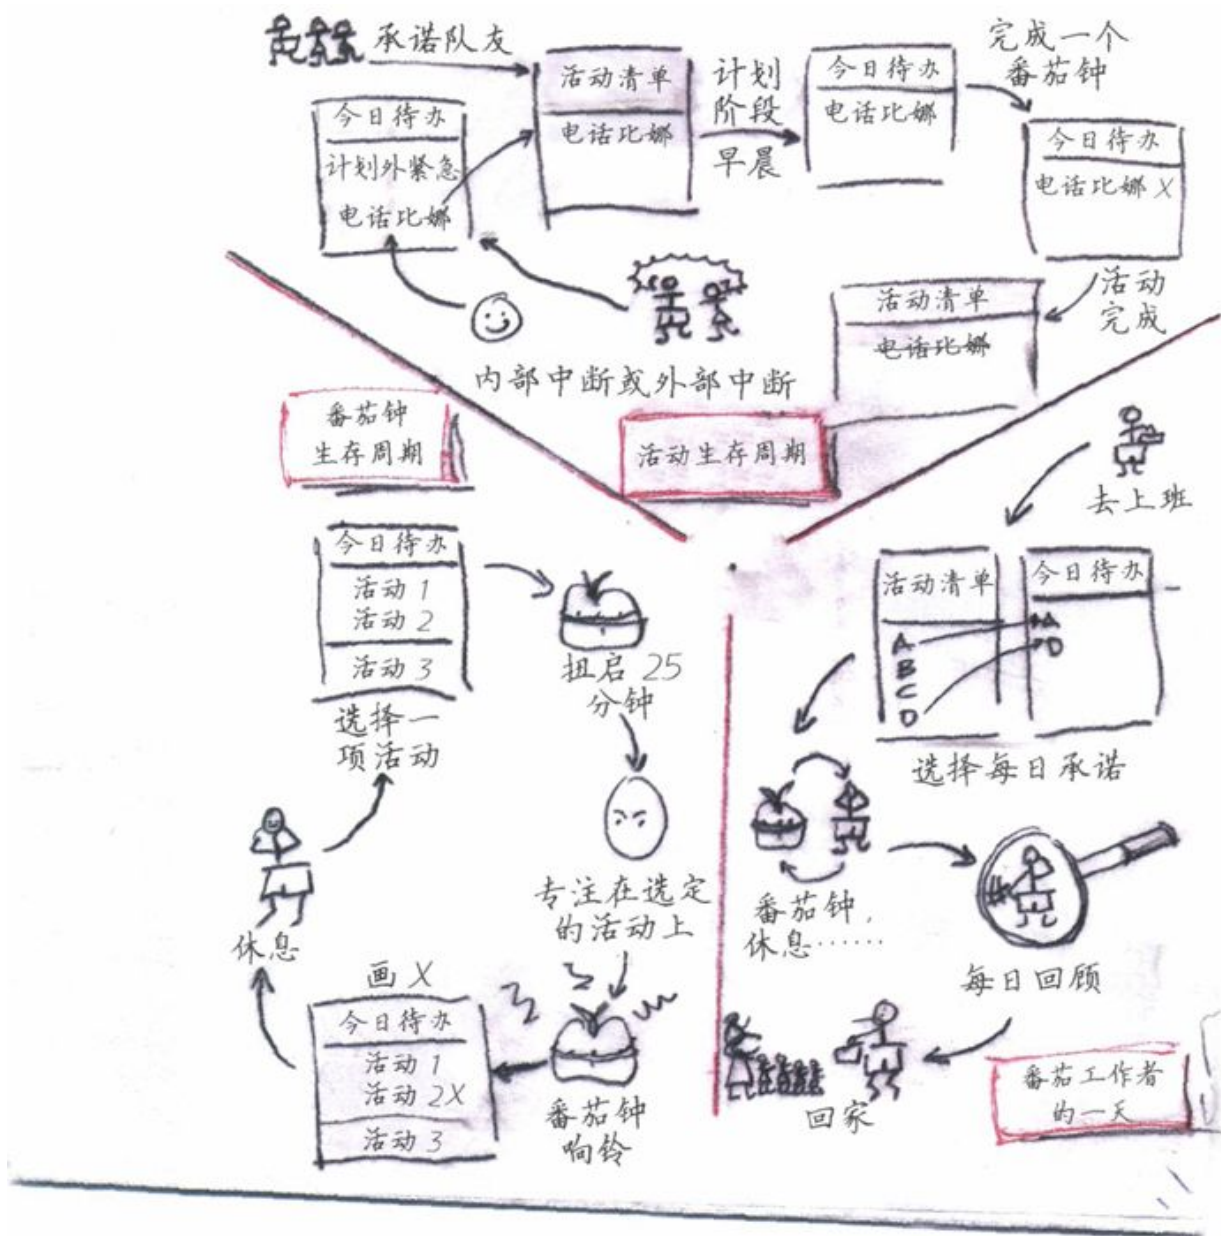 承诺队友
活动清单
电话比娜
计划
阶段
早晨
今日待办
电话比娜
完成一个
番茄钟
今日待办
电话比娜 X
今日待办
计划外紧急
电话比娜
活动
完成
活动清单
电话比娜
内部中断或外部中断
番茄钟
生存周期
活动生存周期
今日待办
活动 1
活动 2
活动 3
选择一
项活动
扭启 25
分钟
专注在选定
的活动上
番茄钟
响铃
画 X
今日待办
活动 1
活动 2X
活动 3
休息
去上班
活动清单
A
B
C
D
今日待办
A
D
选择每日承诺
番茄钟，
休息……
每日回顾
回家
番茄工作者
的一天